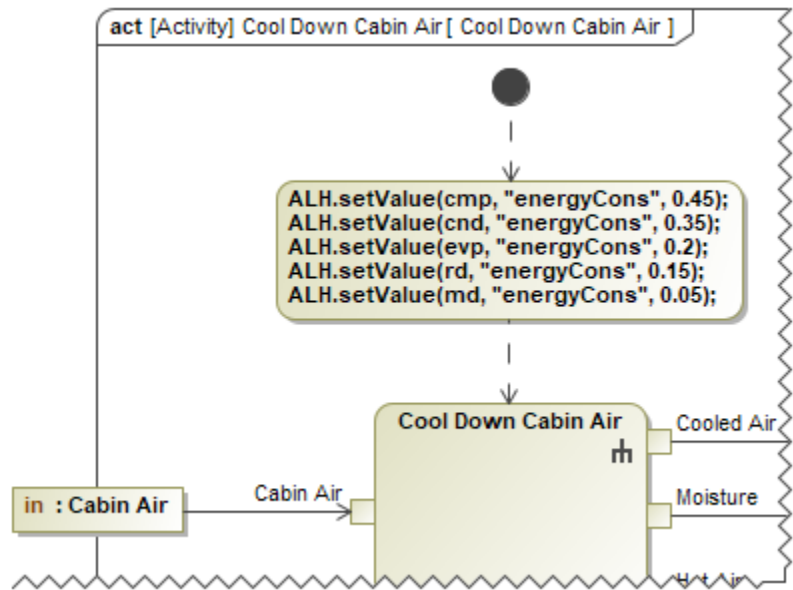 act [Activity] Cool Down Cabin Air[ Cool Down Cabin Air ]
ALH.setValue(cmp, "energyCons", 0.45);
ALH.setValue(cnd, "energyCons", 0.35);
ALH.setValue(evp, "energyCons", 0.2);
ALH.setValue(rd, "energyCons", 0.15);
ALH.setValue(md, "energyCons", 0.05);
Cool Down Cabin Air
Cooled Air
Cabin Air
in : Cabin Air
Moisture